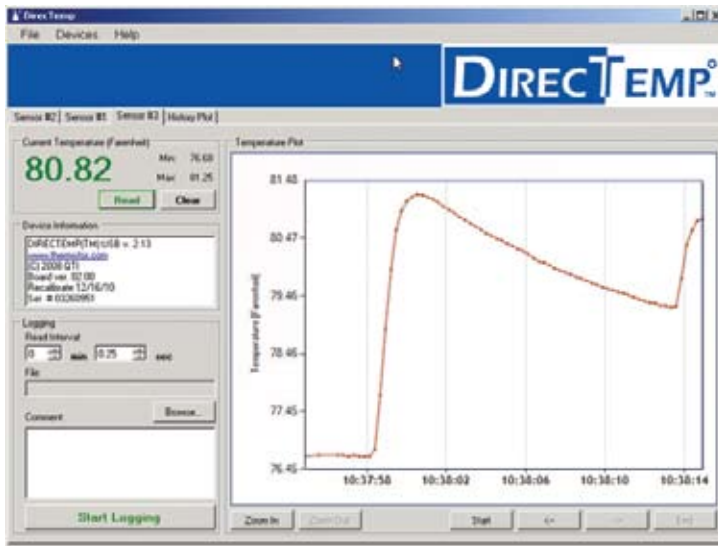 DirecTemp
File Devices Help
DIRECTEMP°
TM
Sensor #2 Sensor #1 Sensor #3 History Plot
Current Temperature (Farenheit)
80.82
Min: 76.68
Max: 81.25
Read Clear
Device Information
DIRECTEMP(TM) USB v. 2.13
www.thermistor.com
(C) 2008 QTI
Board ver. 02.00
Recalibrate 12/16/10
Ser. # 03260951
Logging
Read Interval
0 min 0.25 sec
File
Browse...
Comment
Start Logging
Temperature Plot
Temperature [Farenheit]
81.48
80.47
79.46
78.46
77.45
76.45
10:37:58 10:38:02 10:38:06 10:38:10 10:38:14
Zoom In Zoom Out Start <- -> End